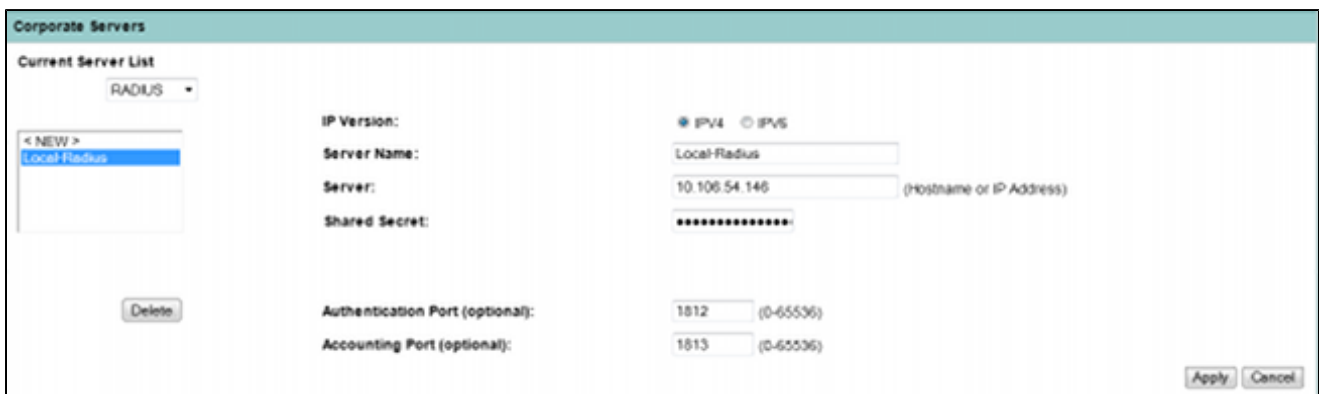 Corporate Servers
Current Server List
RADIUS
< NEW >
Local-Radius
IP Version: IPV4 IPV6
Server Name: Local-Radius
Server: 10.106.54.146 (Hostname or IP Address)
Shared Secret: ••••••••••••••
Delete
Authentication Port (optional): 1812 (0-65536)
Accounting Port (optional): 1813 (0-65536)
Apply Cancel